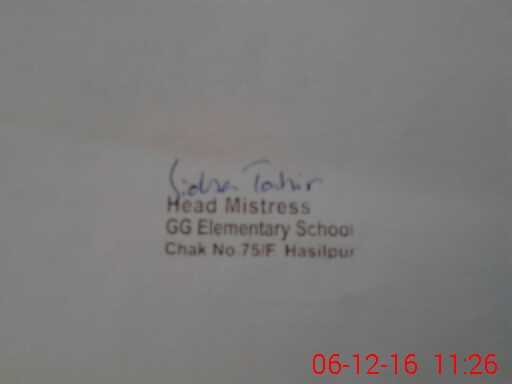 Sidra Tahir
Head Mistress
GG Elementary School
Chak No.75/F. Hasilpur
06-12-16 11:26